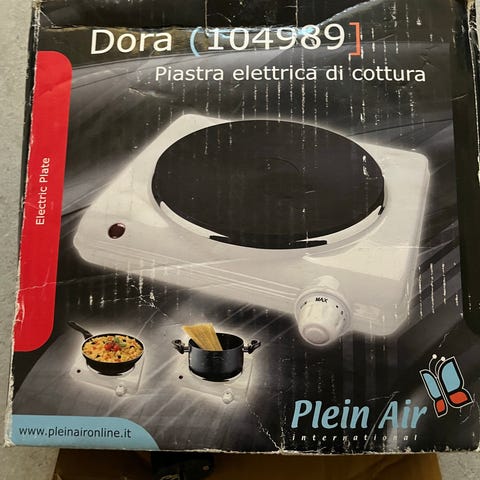 Dora (104989]
Piastra elettrica di cottura
Electric Plate
MAX
Plein Air
international
www.pleinaironline.it